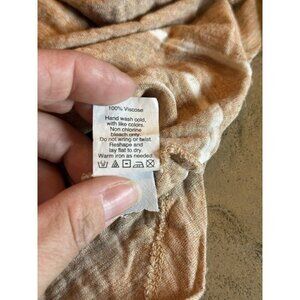 100% Viscose
Hand wash cold,
with like colors.
Non chlorine
bleach only.
Do not wring or twist.
Reshape and
lay flat to dry.
Warm iron as needed.